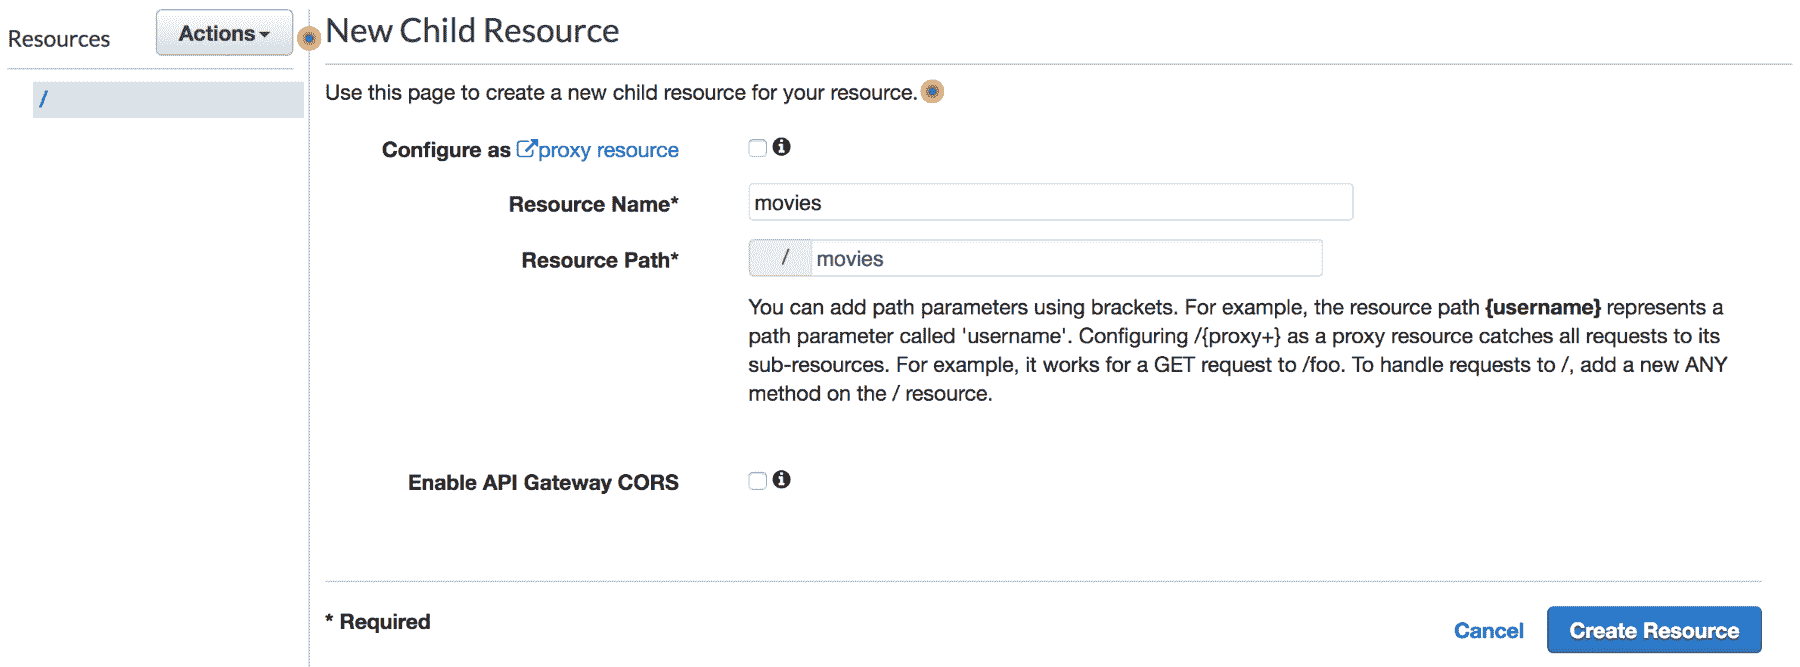 Resources
Actions
/
New Child Resource
Use this page to create a new child resource for your resource.
Configure as proxy resource
Resource Name*
movies
Resource Path*
/ movies
You can add path parameters using brackets. For example, the resource path {username} represents a
path parameter called 'username'. Configuring /{proxy+} as a proxy resource catches all requests to its
sub-resources. For example, it works for a GET request to /foo. To handle requests to /, add a new ANY
method on the / resource.
Enable API Gateway CORS
* Required
Cancel
Create Resource